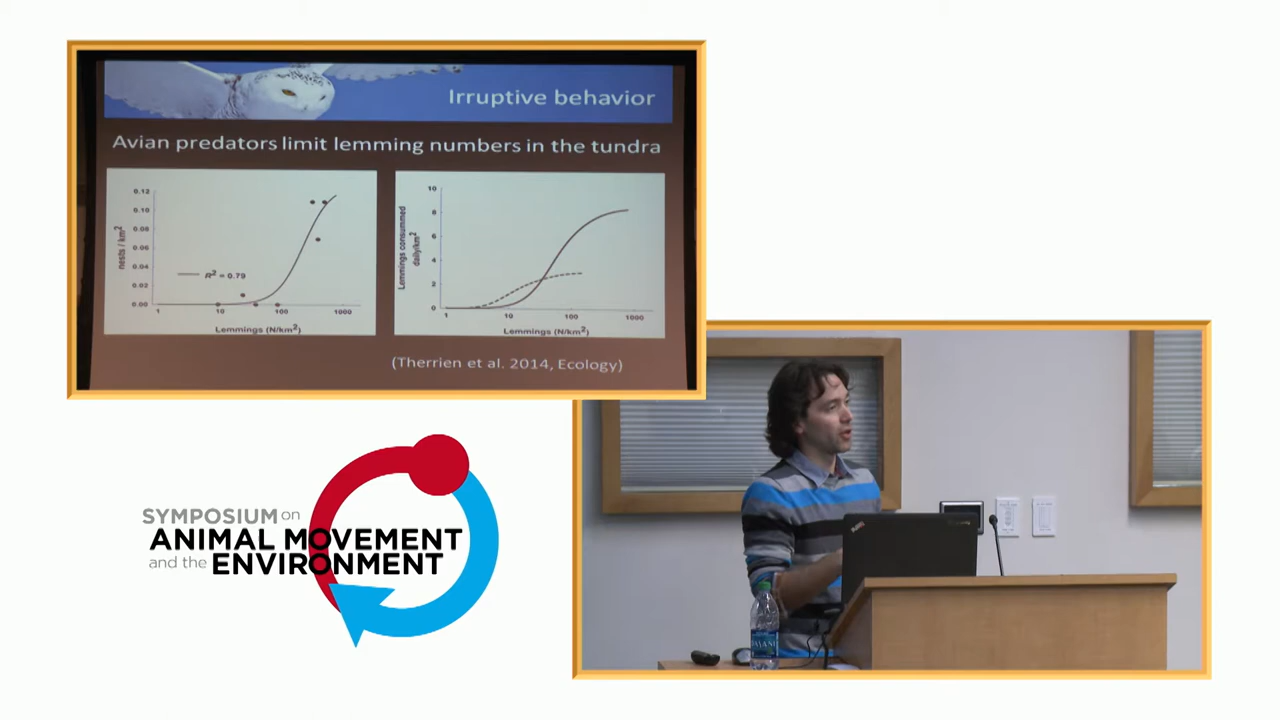 Irruptive behavior
Avian predators limit lemming numbers in the tundra
0.12
0.10
0.08
0.06
0.04
0.02
0.00
nests / km²
R² = 0.79
1
10
100
1000
Lemmings (N/km²)
10
8
6
4
2
0
Lemmings consumed
daily/km²
1
10
100
1000
Lemmings (N/km²)
(Therrien et al. 2014, Ecology)
SYMPOSIUM on
ANIMAL MOVEMENT
and the ENVIRONMENT
DASANI